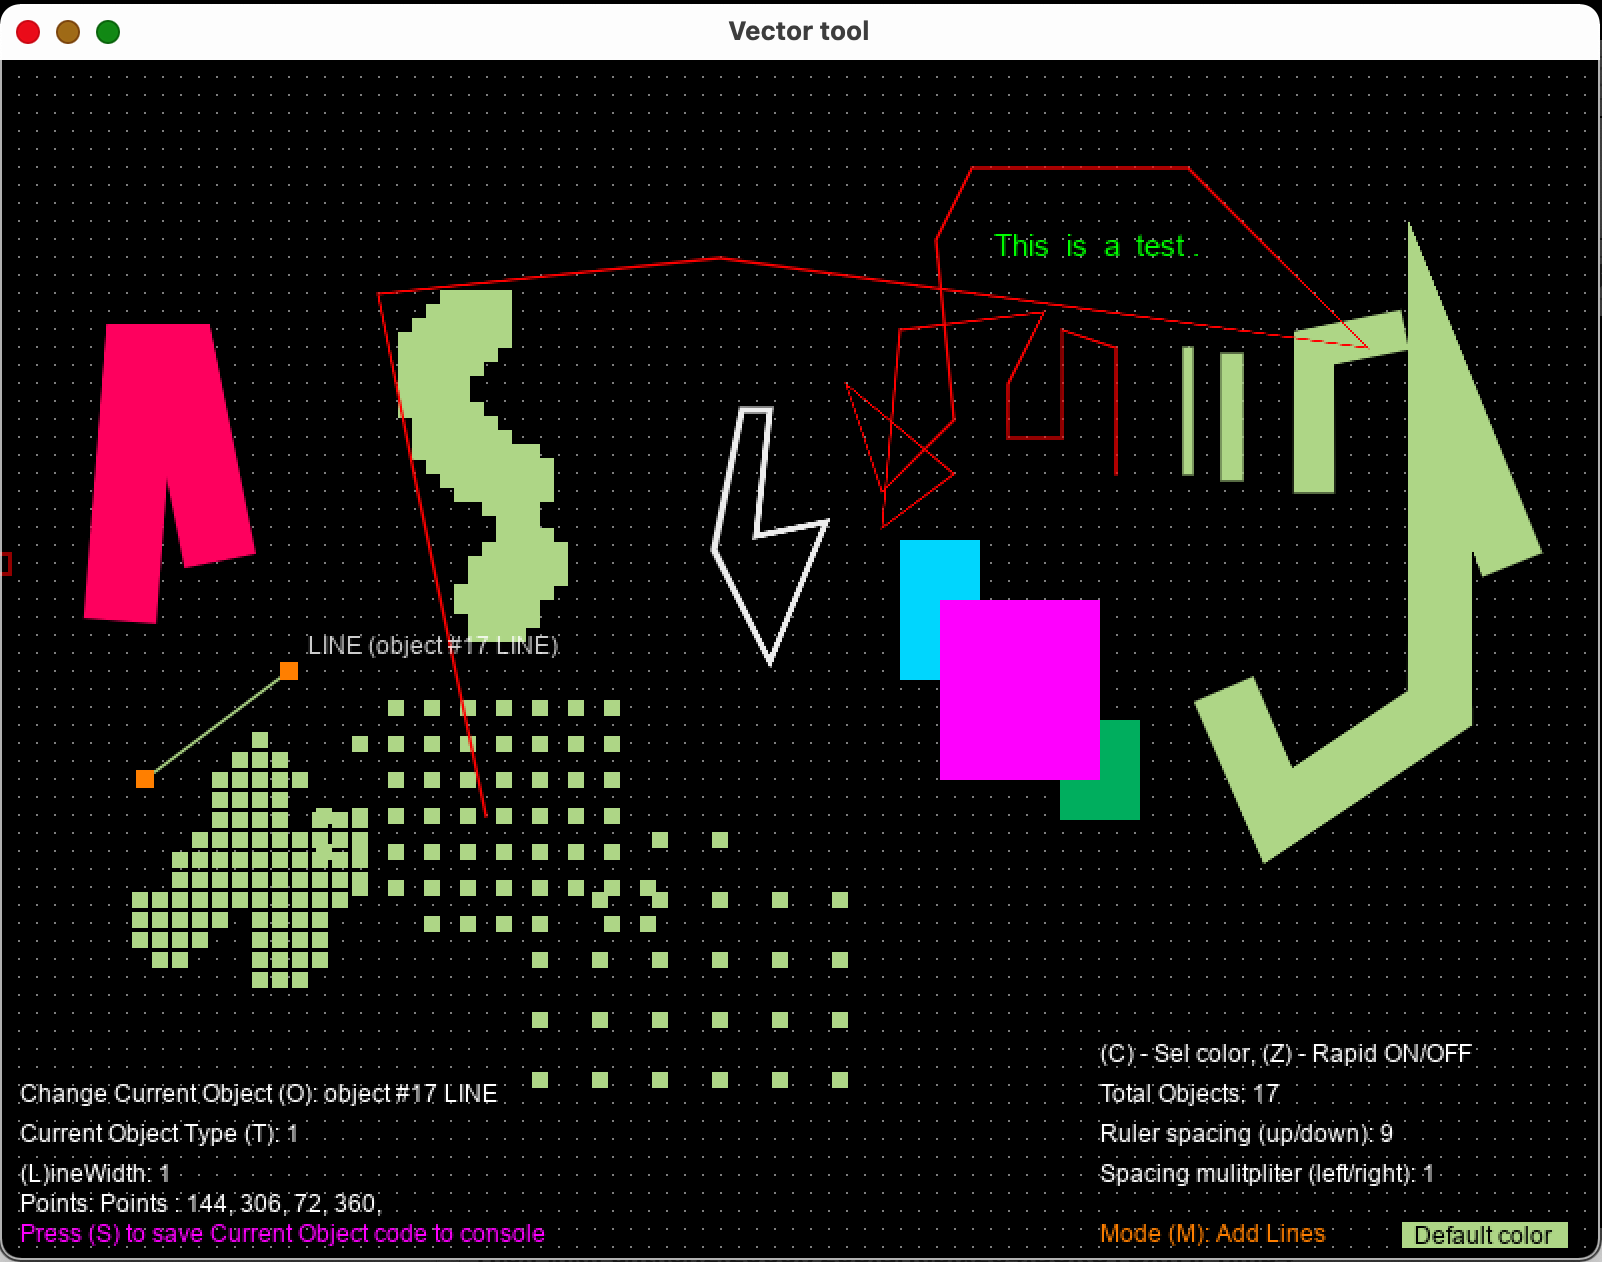 Vector tool
This is a test.
LINE (object #17 LINE)
(C) - Sel color, (Z) - Rapid ON/OFF
Change Current Object (O): object #17 LINE
Total Objects: 17
Current Object Type (T): 1
Ruler spacing (up/down): 9
(L)ineWidth: 1
Spacing mulitpliter (left/right): 1
Points: Points : 144, 306, 72, 360,
Press (S) to save Current Object code to console
Mode (M): Add Lines
Default color